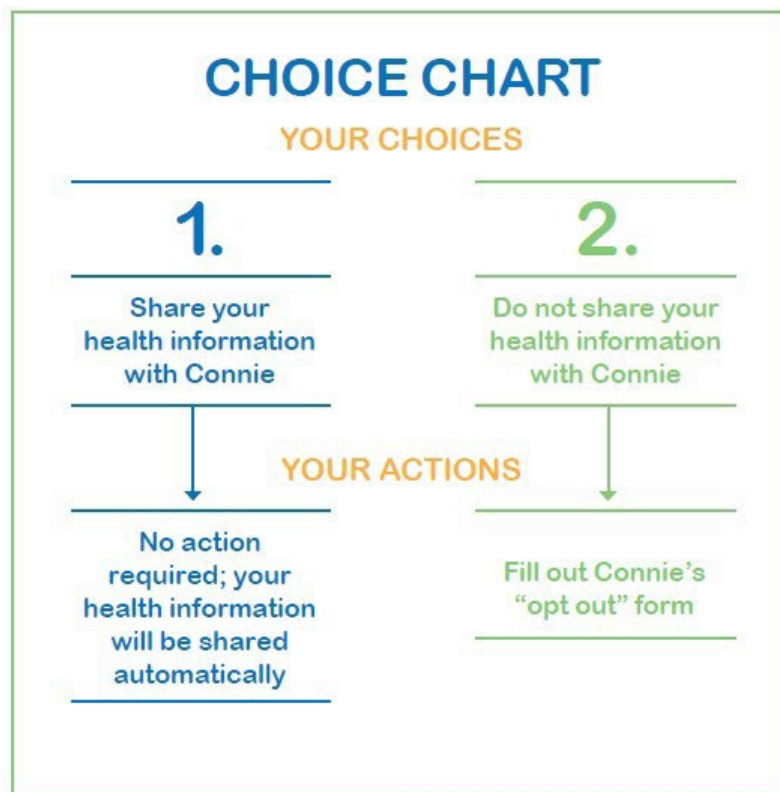 CHOICE CHART
YOUR CHOICES
1.
Share your
health information
with Connie
2.
Do not share your
health information
with Connie
YOUR ACTIONS
No action
required; your
health information
will be shared
automatically
Fill out Connie’s
“opt out” form